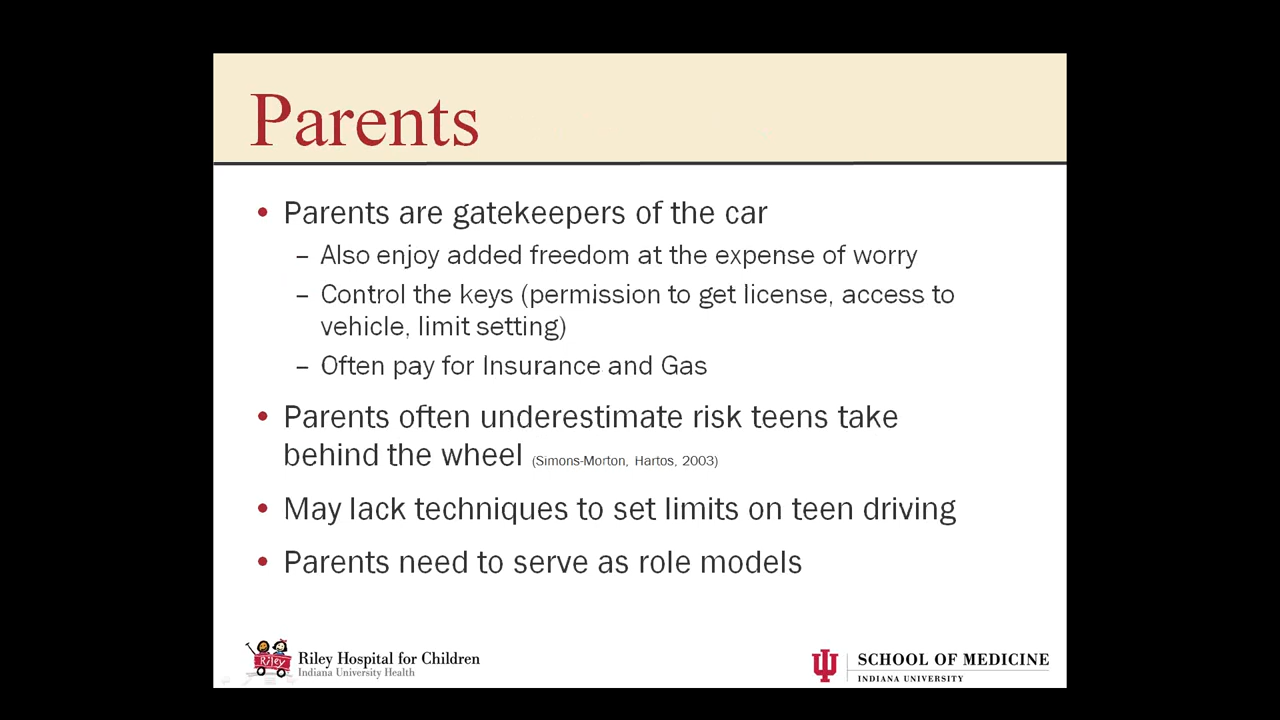 Parents
• Parents are gatekeepers of the car
– Also enjoy added freedom at the expense of worry
– Control the keys (permission to get license, access to
vehicle, limit setting)
– Often pay for Insurance and Gas
• Parents often underestimate risk teens take
behind the wheel (Simons-Morton, Hartos, 2003)
• May lack techniques to set limits on teen driving
• Parents need to serve as role models
Riley
Riley Hospital for Children
Indiana University Health
SCHOOL OF MEDICINE
INDIANA UNIVERSITY